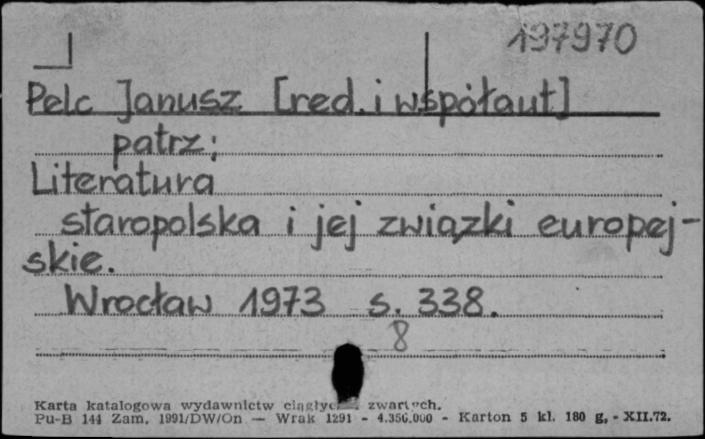 197970
Pelc Janusz [red. i współaut]
patrz:
Literatura
staropolska i jej związki europej-
skie.
Wrocław 1973 s. 338.
8
Karta katalogowa wydawnictw ciągłych i zwartych.
Pu-B 144 Zam. 1991/DW/On — Wrak 1291 - 4.350.000 - Karton 5 kl. 180 g, - XII.72.